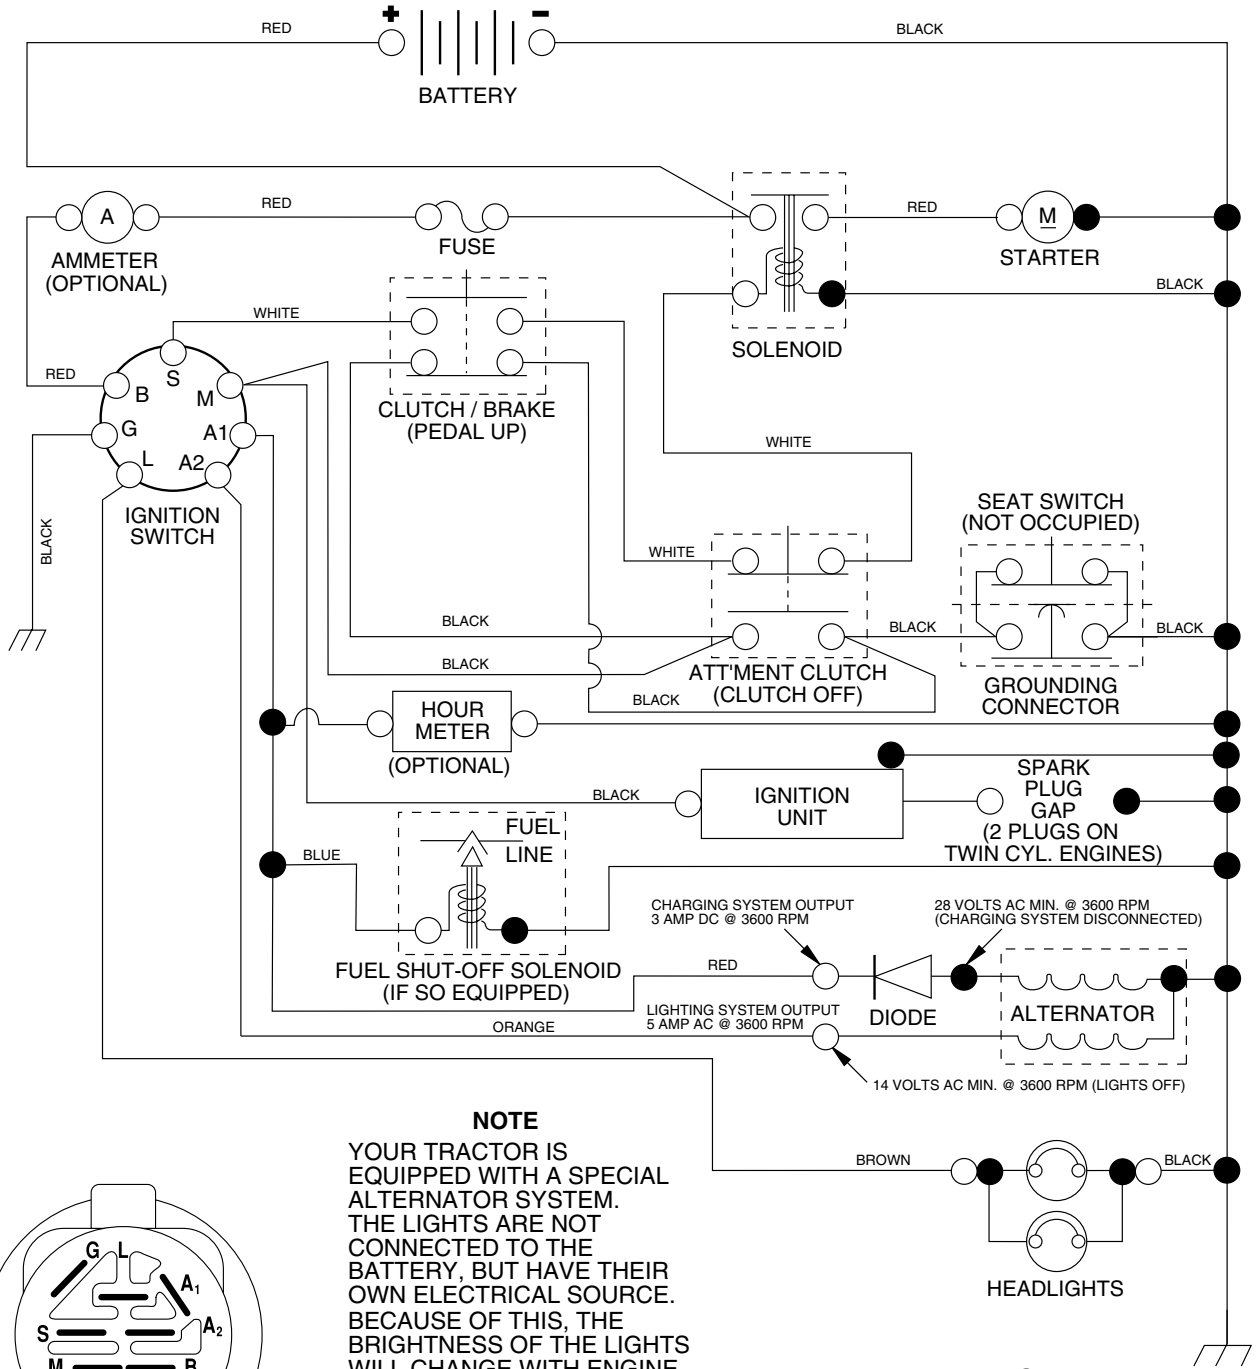 + −
RED
BLACK
BATTERY
A
RED
FUSE
RED
M
STARTER
AMMETER
(OPTIONAL)
BLACK
SOLENOID
WHITE
RED
S
B
M
G
A1
L
A2
CLUTCH / BRAKE
(PEDAL UP)
WHITE
IGNITION
SWITCH
BLACK
SEAT SWITCH
(NOT OCCUPIED)
WHITE
BLACK
BLACK
BLACK
BLACK
ATT'MENT CLUTCH
(CLUTCH OFF)
BLACK
GROUNDING
CONNECTOR
HOUR
METER
(OPTIONAL)
BLACK
IGNITION
UNIT
SPARK
PLUG
GAP
(2 PLUGS ON
TWIN CYL. ENGINES)
FUEL
LINE
BLUE
FUEL SHUT-OFF SOLENOID
(IF SO EQUIPPED)
CHARGING SYSTEM OUTPUT
3 AMP DC @ 3600 RPM
28 VOLTS AC MIN. @ 3600 RPM
(CHARGING SYSTEM DISCONNECTED)
RED
DIODE
ALTERNATOR
LIGHTING SYSTEM OUTPUT
5 AMP AC @ 3600 RPM
ORANGE
14 VOLTS AC MIN. @ 3600 RPM (LIGHTS OFF)
BROWN
BLACK
HEADLIGHTS
NOTE
YOUR TRACTOR IS
EQUIPPED WITH A SPECIAL
ALTERNATOR SYSTEM.
THE LIGHTS ARE NOT
CONNECTED TO THE
BATTERY, BUT HAVE THEIR
OWN ELECTRICAL SOURCE.
BECAUSE OF THIS, THE
BRIGHTNESS OF THE LIGHTS
WILL CHANGE WITH ENGINE
G L
A1
S
A2
M
B